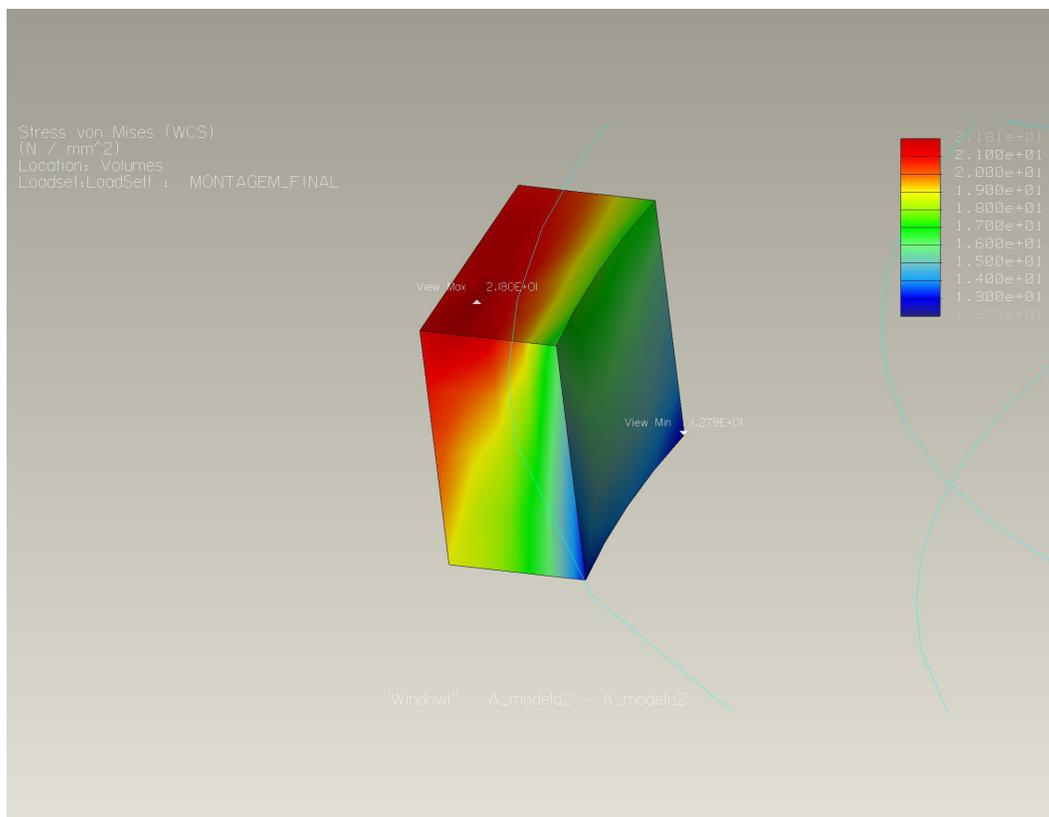 Stress von Mises (WCS)
(N / mm^2)
Location: Volumes
Loadset:LoadSet1 :  MONTAGEM_FINAL
2.181e+01
2.100e+01
2.000e+01
1.900e+01
1.800e+01
1.700e+01
1.600e+01
1.500e+01
1.400e+01
1.300e+01
1.279e+01
View Max  2.180E+01
View Min  1.279E+01
"Window1" - A_modelo2 - A_modelo2